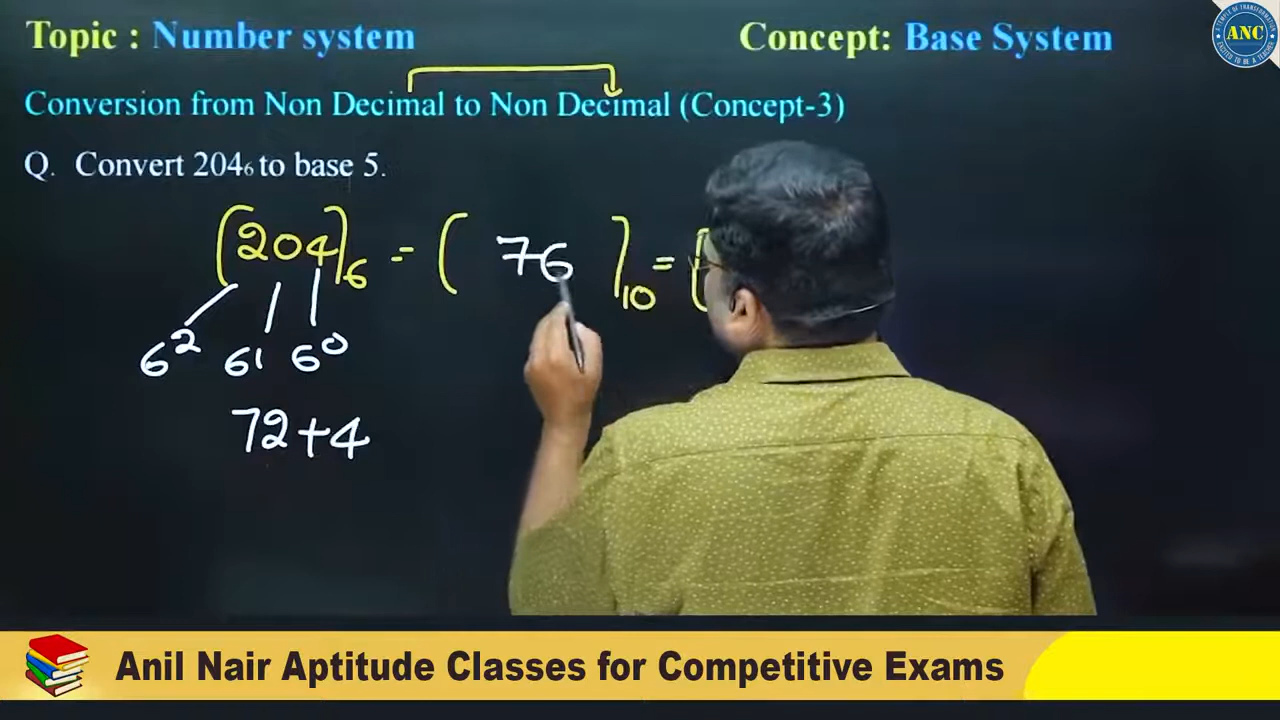 Topic : Number system
Concept: Base System
ANC
Conversion from Non Decimal to Non Decimal (Concept-3)
Q. Convert 204₆ to base 5.
(204)₆ = ( 76 )₁₀ = (
6² 6¹ 6⁰
72+4
Anil Nair Aptitude Classes for Competitive Exams